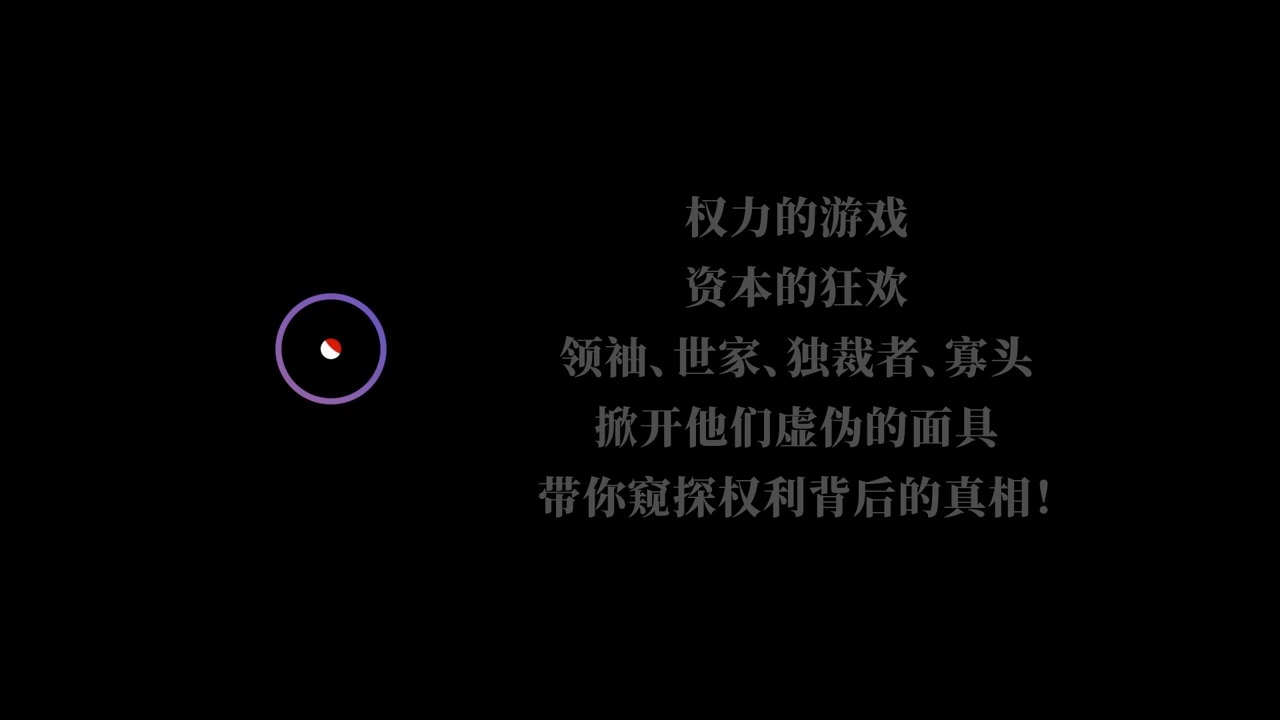 权力的游戏
资本的狂欢
领袖、世家、独裁者、寡头
掀开他们虚伪的面具
带你窥探权利背后的真相！